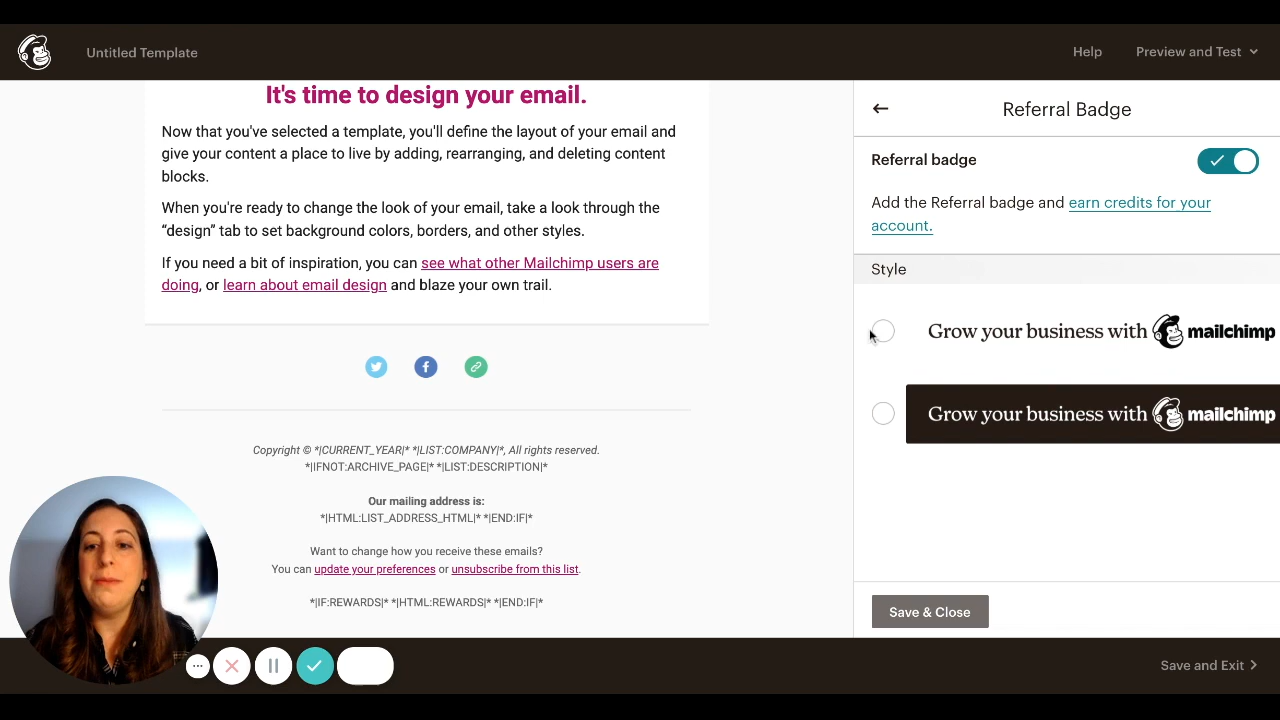 Untitled Template
Help
Preview and Test
It's time to design your email.
Now that you've selected a template, you'll define the layout of your email and
give your content a place to live by adding, rearranging, and deleting content
blocks.
When you're ready to change the look of your email, take a look through the
“design” tab to set background colors, borders, and other styles.
If you need a bit of inspiration, you can see what other Mailchimp users are
doing, or learn about email design and blaze your own trail.
Copyright © *|CURRENT_YEAR|* *|LIST:COMPANY|*, All rights reserved.
*|IFNOT:ARCHIVE_PAGE|* *|LIST:DESCRIPTION|*
Our mailing address is:
*|HTML:LIST_ADDRESS_HTML|* *|END:IF|*
Want to change how you receive these emails?
You can update your preferences or unsubscribe from this list.
*|IF:REWARDS|* *|HTML:REWARDS|* *|END:IF|*
Referral Badge
Referral badge
Add the Referral badge and earn credits for your
account.
Style
Grow your business with mailchimp
Grow your business with mailchimp
Save & Close
Save and Exit